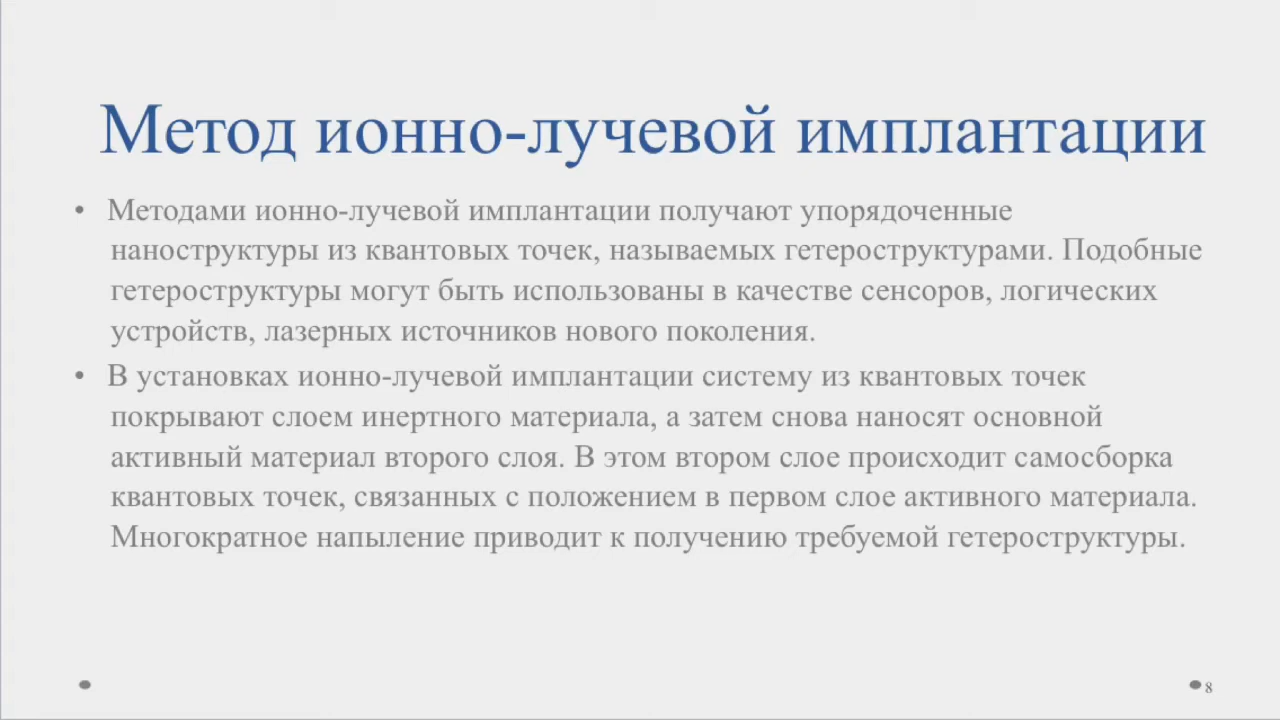 Метод ионно-лучевой имплантации
• Методами ионно-лучевой имплантации получают упорядоченные
наноструктуры из квантовых точек, называемых гетероструктурами. Подобные
гетероструктуры могут быть использованы в качестве сенсоров, логических
устройств, лазерных источников нового поколения.
• В установках ионно-лучевой имплантации систему из квантовых точек
покрывают слоем инертного материала, а затем снова наносят основной
активный материал второго слоя. В этом втором слое происходит самосборка
квантовых точек, связанных с положением в первом слое активного материала.
Многократное напыление приводит к получению требуемой гетероструктуры.
8